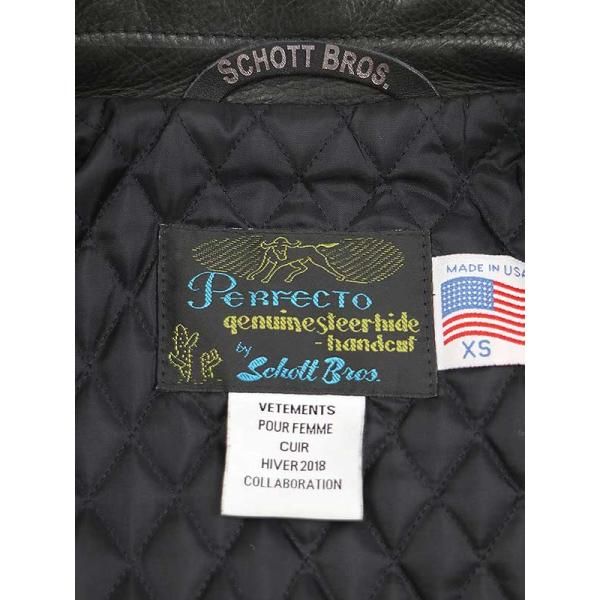 SCHOTT BROS.
PERFECTO
genuine steerhide
-handcut
by
Schott Bros.
MADE IN USA
XS
VETEMENTS
POUR FEMME
CUIR
HIVER 2018
COLLABORATION